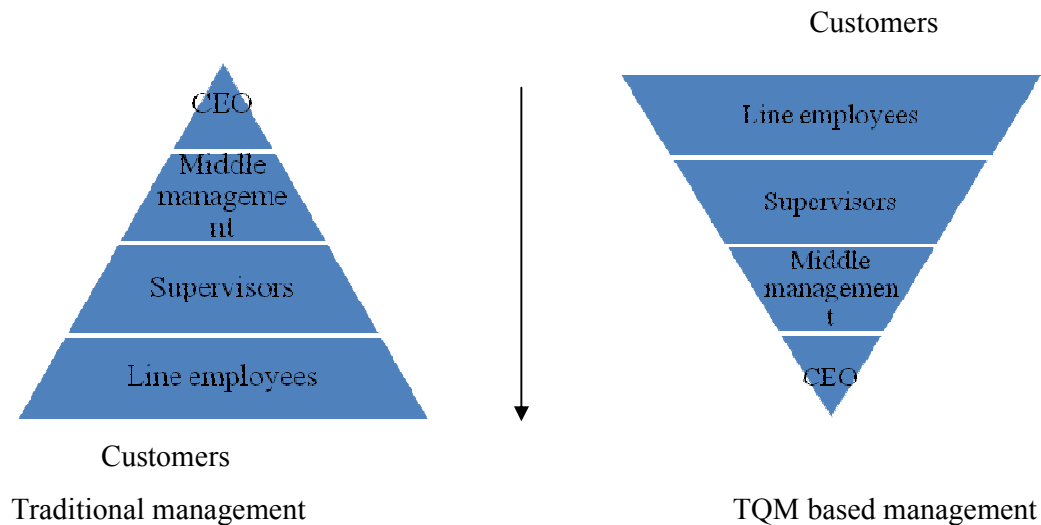 CEO
Middle
manageme
nt
Supervisors
Line employees
Customers
Traditional management
Customers
Line employees
Supervisors
Middle
managemen
t
CEO
TQM based management